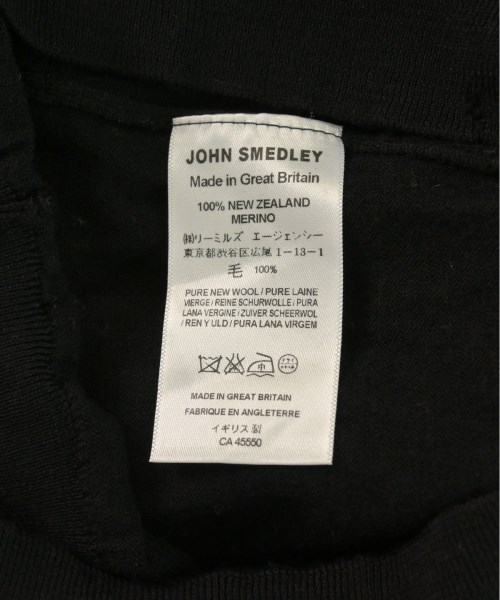 JOHN SMEDLEY
Made in Great Britain
100% NEW ZEALAND
MERINO
㈱リーミルズ エージェンシー
東京都渋谷区広尾 1-13-1
毛 100%
PURE NEW WOOL / PURE LAINE
VIERGE / REINE SCHURWOLLE / PURA
LANA VERGINE / ZUIVER SCHEERWOL
/ REN Y ULD / PURA LANA VIRGEM
MADE IN GREAT BRITAIN
FABRIQUE EN ANGLETERRE
イギリス製
CA 45550